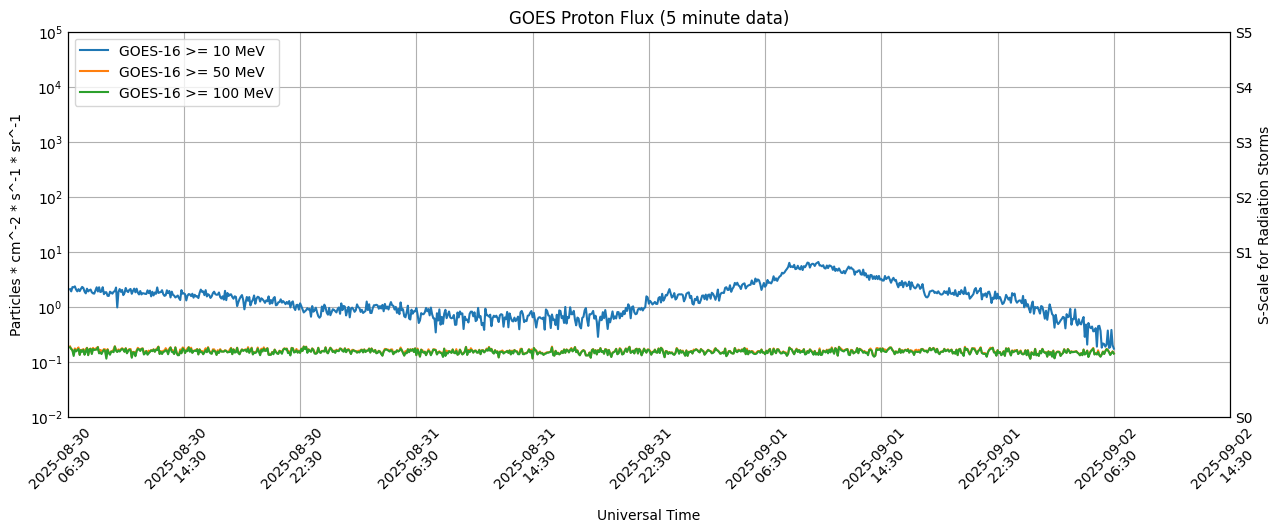 GOES Proton Flux (5 minute data)
GOES-16 >= 10 MeV
GOES-16 >= 50 MeV
GOES-16 >= 100 MeV
Particles * cm^-2 * s^-1 * sr^-1
10^5
10^4
10^3
10^2
10^1
10^0
10^-1
10^-2
S5
S4
S3
S2
S1
S0
S-Scale for Radiation Storms
2025-08-30
06:30
2025-08-30
14:30
2025-08-30
22:30
2025-08-31
06:30
2025-08-31
14:30
2025-08-31
22:30
2025-09-01
06:30
2025-09-01
14:30
2025-09-01
22:30
2025-09-02
06:30
2025-09-02
14:30
Universal Time